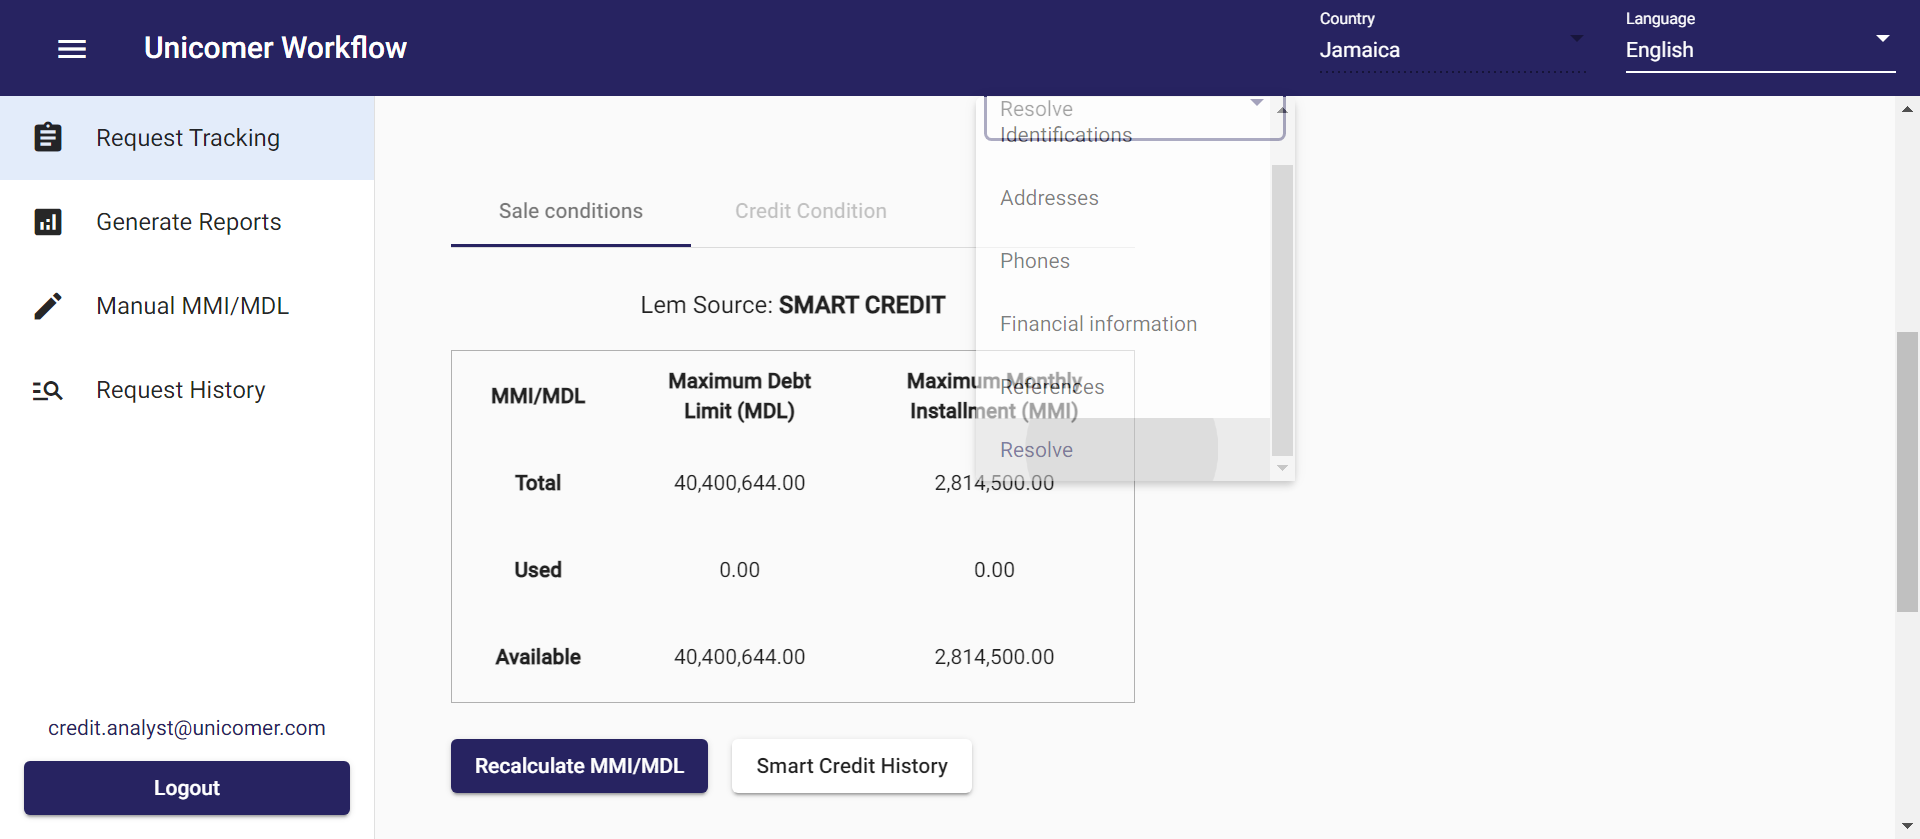 Unicomer Workflow
Country
Jamaica
Language
English
Request Tracking
Generate Reports
Manual MMI/MDL
Request History
credit.analyst@unicomer.com
Logout
Resolve
Identifications
Addresses
Phones
Financial information
References
Resolve
Sale conditions
Credit Condition
Lem Source: SMART CREDIT
MMI/MDL
Maximum Debt
Limit (MDL)
Maximum Monthly
Installment (MMI)
Total
40,400,644.00
2,814,500.00
Used
0.00
0.00
Available
40,400,644.00
2,814,500.00
Recalculate MMI/MDL
Smart Credit History